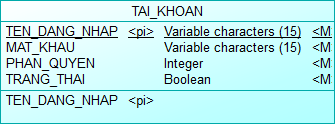 TAI_KHOAN
TEN_DANG_NHAP <pi> Variable characters (15) <M
MAT_KHAU Variable characters (15) <M
PHAN_QUYEN Integer <M
TRANG_THAI Boolean <M
TEN_DANG_NHAP <pi>